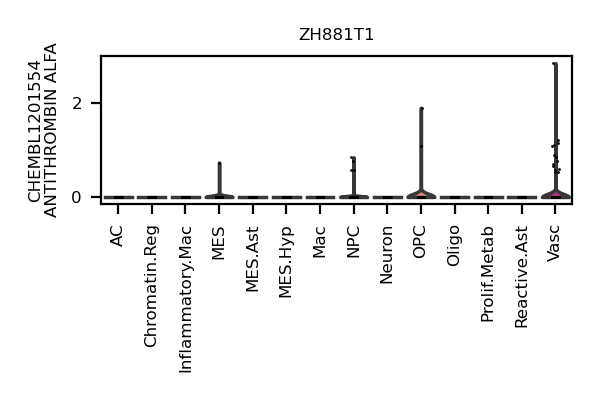 ZH881T1
CHEMBL1201554
ANTITHROMBIN ALFA
2
0
AC
Chromatin.Reg
Inflammatory.Mac
MES
MES.Ast
MES.Hyp
Mac
NPC
Neuron
OPC
Oligo
Prolif.Metab
Reactive.Ast
Vasc